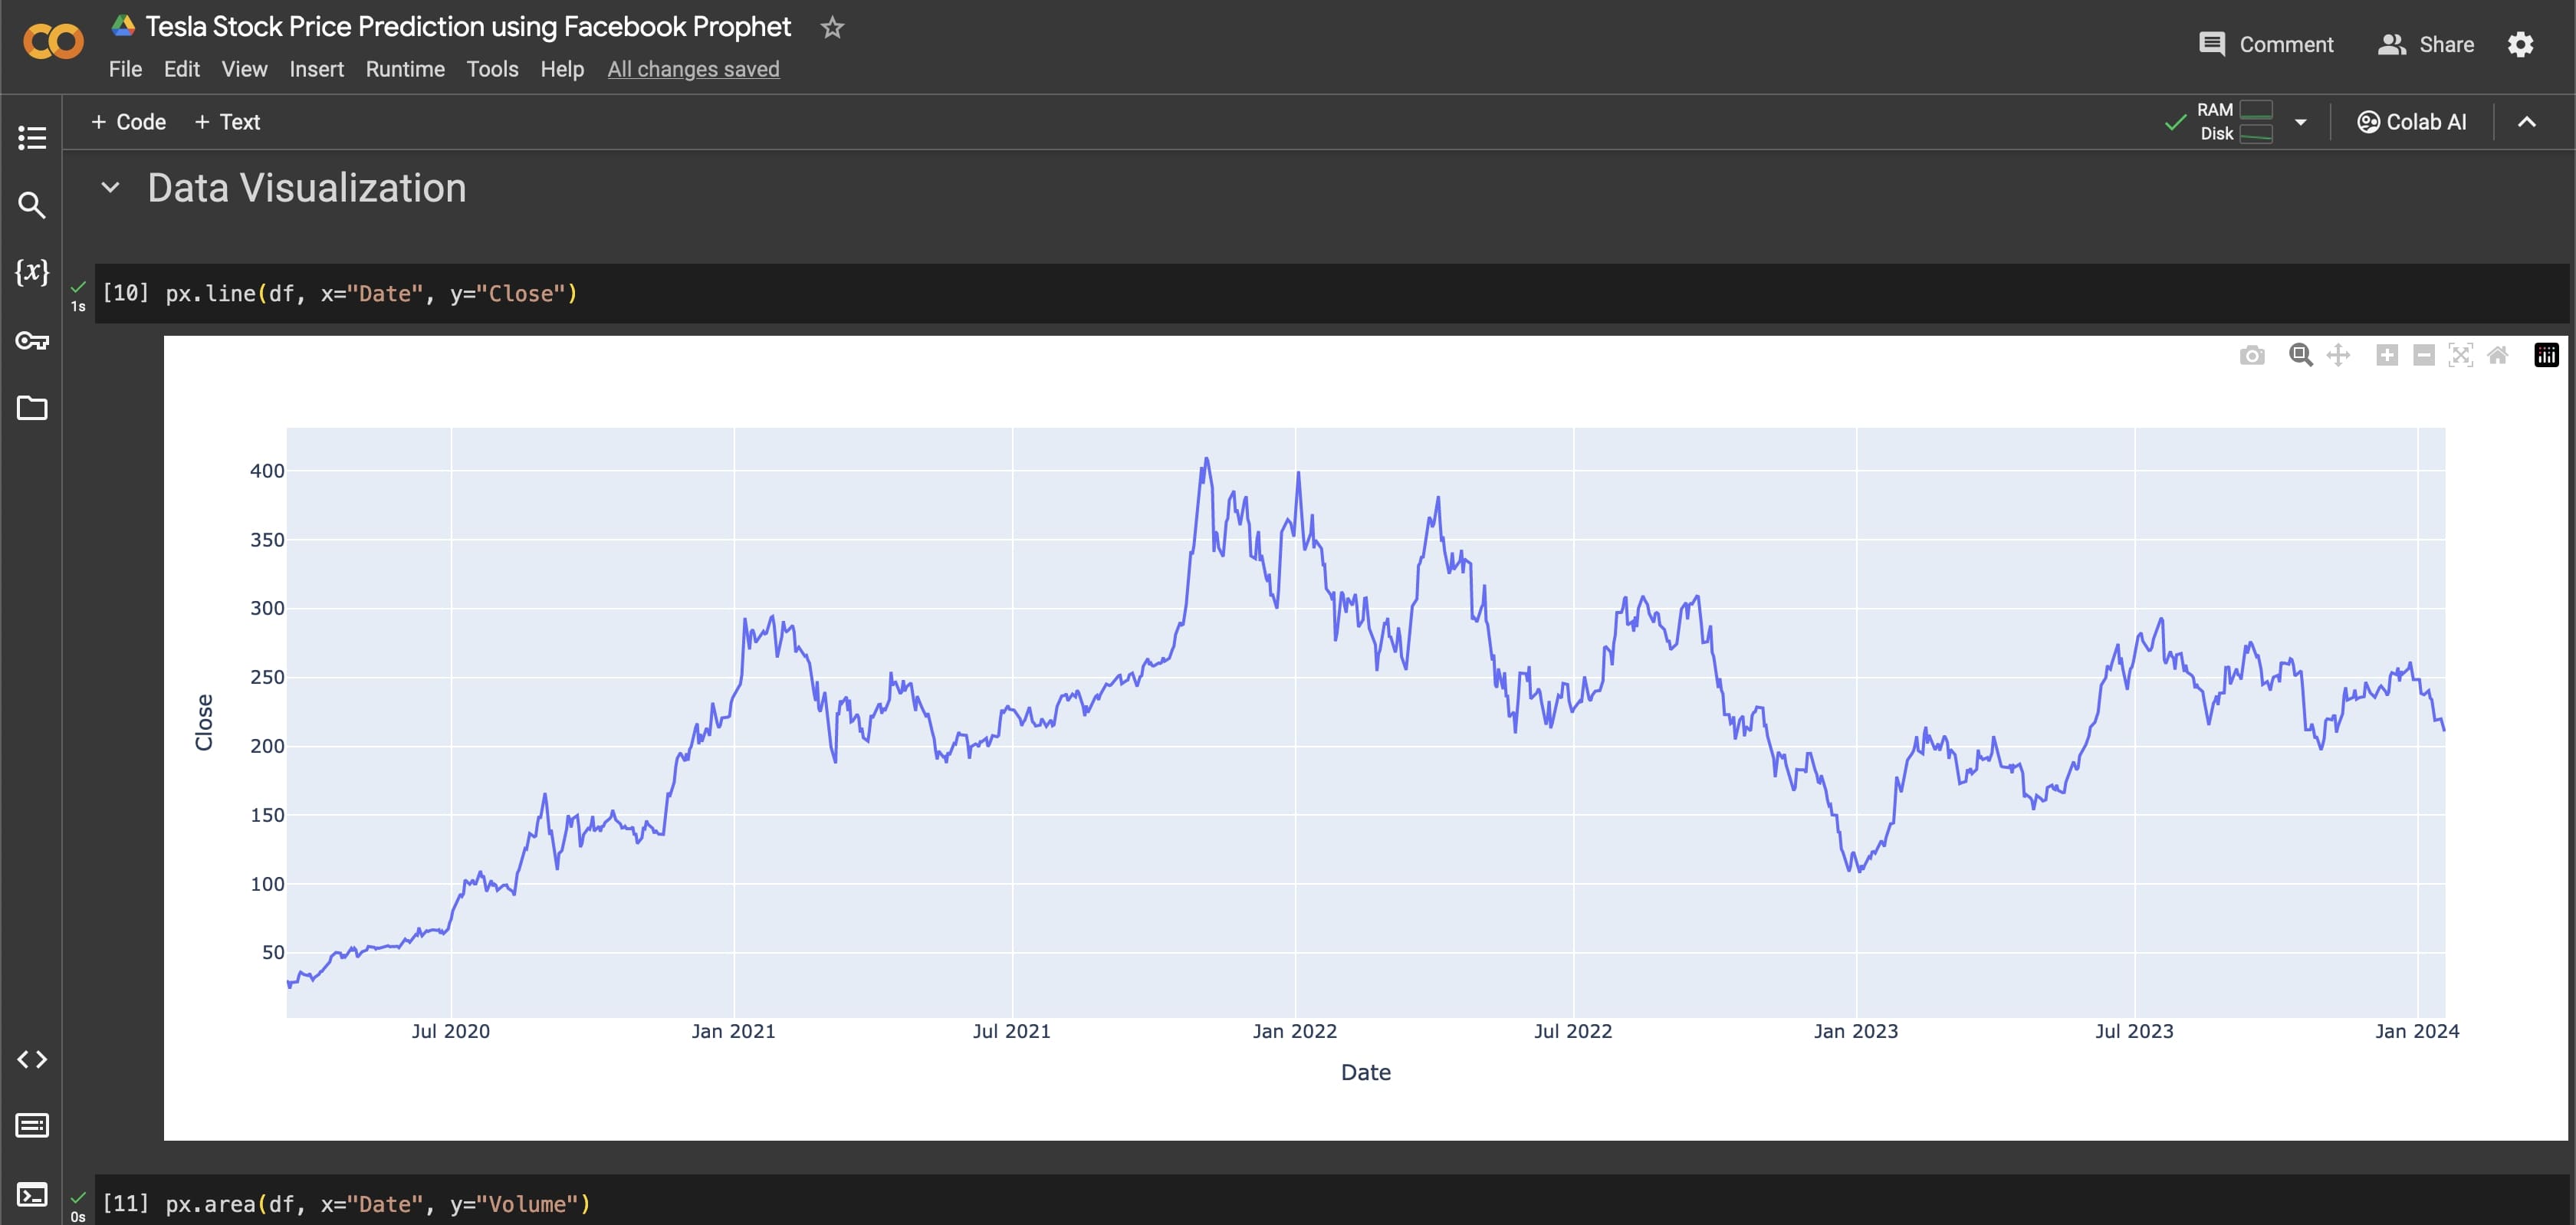 Tesla Stock Price Prediction using Facebook Prophet
File Edit View Insert Runtime Tools Help All changes saved
Comment Share
+ Code + Text
RAM
Disk
Colab AI
Data Visualization
{x}
1s
[10] px.line(df, x="Date", y="Close")
400
350
300
250
200
150
100
50
Close
Jul 2020 Jan 2021 Jul 2021 Jan 2022 Jul 2022 Jan 2023 Jul 2023 Jan 2024
Date
0s
[11] px.area(df, x="Date", y="Volume")